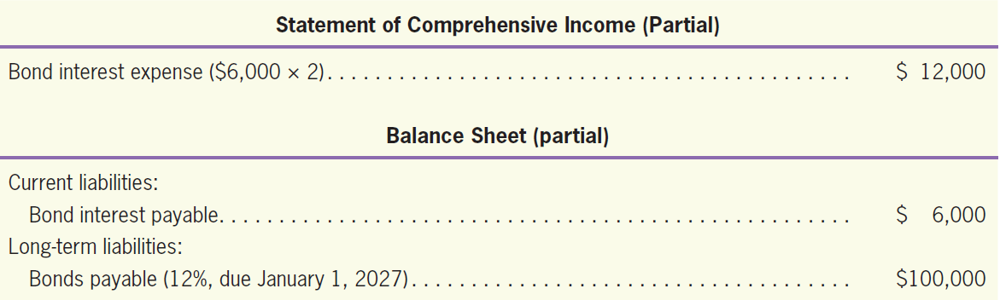 Statement of Comprehensive Income (Partial)
Bond interest expense ($6,000 × 2). . . . . . . . . . . . . . . . . . . . . . . . . . . . . . . . . . . . . . . . . . . . $ 12,000
Balance Sheet (partial)
Current liabilities:
Bond interest payable. . . . . . . . . . . . . . . . . . . . . . . . . . . . . . . . . . . . . . . . . . . . . . . . . . . . . $ 6,000
Long-term liabilities:
Bonds payable (12%, due January 1, 2027). . . . . . . . . . . . . . . . . . . . . . . . . . . . . . . . . . . . . $100,000